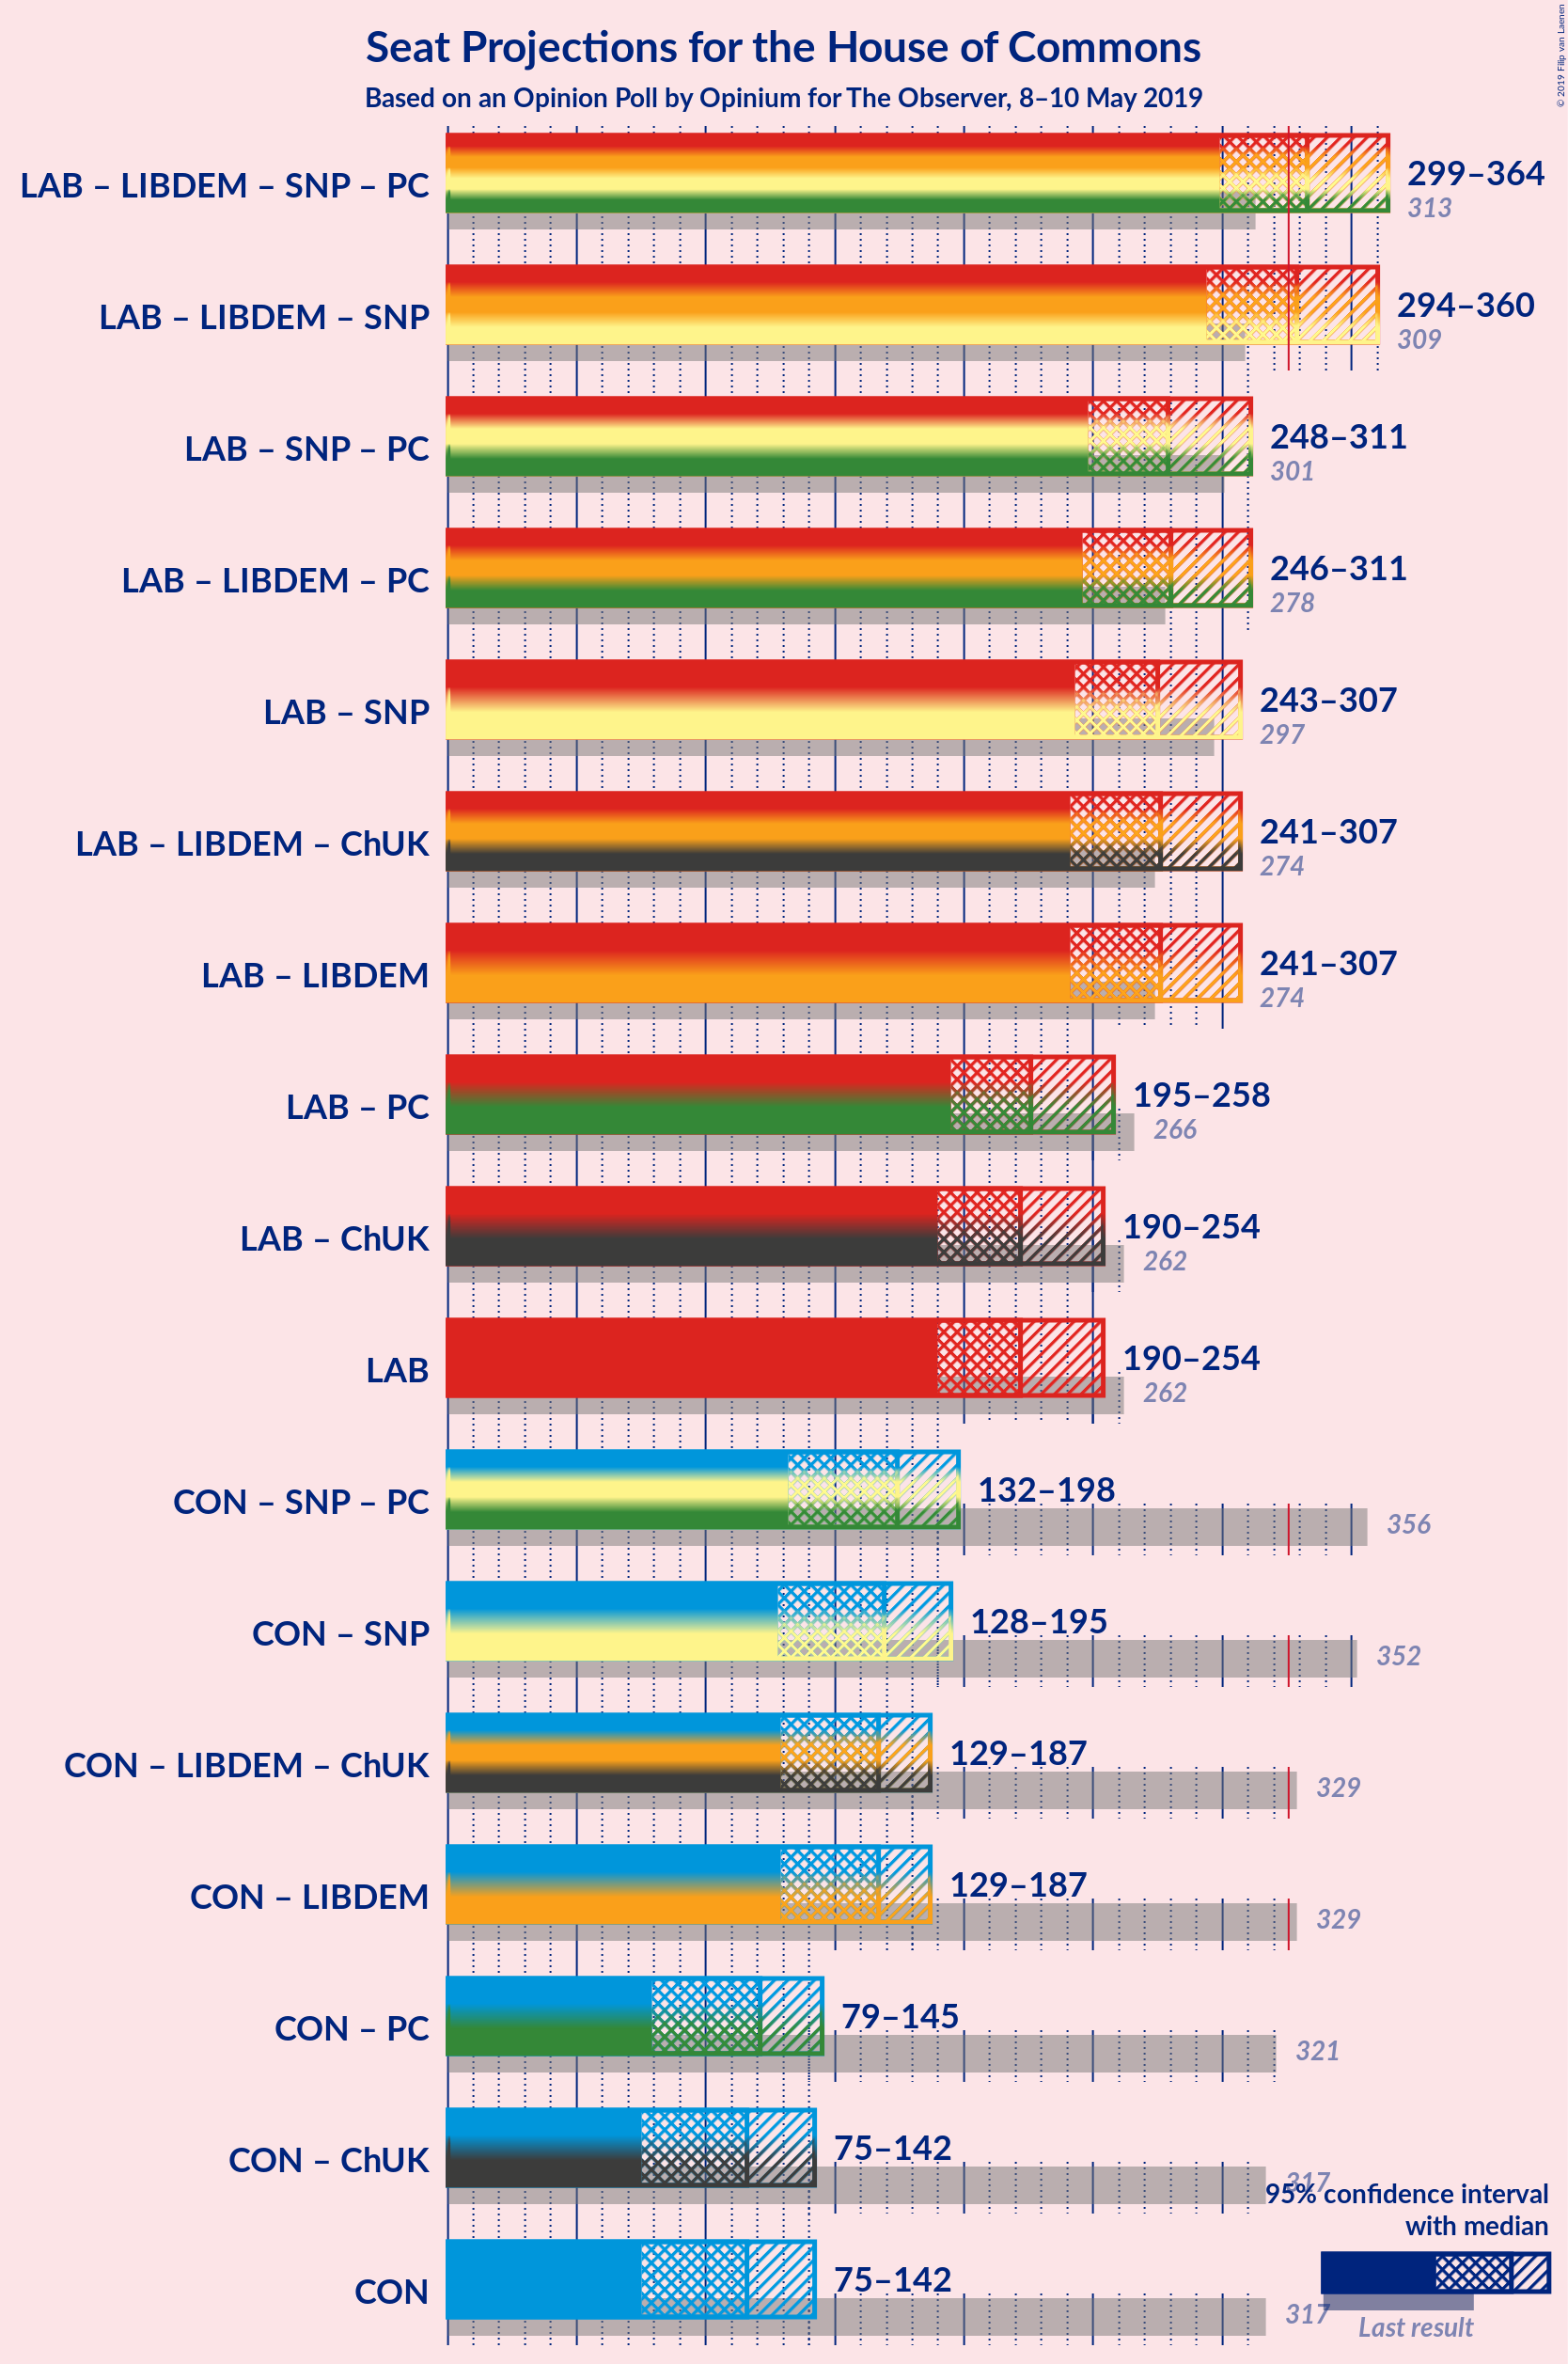 Seat Projections for the House of Commons
Based on an Opinion Poll by Opinium for The Observer, 8–10 May 2019
© 2019 Filip van Laenen
LAB – LIBDEM – SNP – PC
299–364
313
LAB – LIBDEM – SNP
294–360
309
LAB – SNP – PC
248–311
301
LAB – LIBDEM – PC
246–311
278
LAB – SNP
243–307
297
LAB – LIBDEM – ChUK
241–307
274
LAB – LIBDEM
241–307
274
LAB – PC
195–258
266
LAB – ChUK
190–254
262
LAB
190–254
262
CON – SNP – PC
132–198
356
CON – SNP
128–195
352
CON – LIBDEM – ChUK
129–187
329
CON – LIBDEM
129–187
329
CON – PC
79–145
321
CON – ChUK
75–142
317
CON
75–142
317
95% confidence interval
with median
Last result